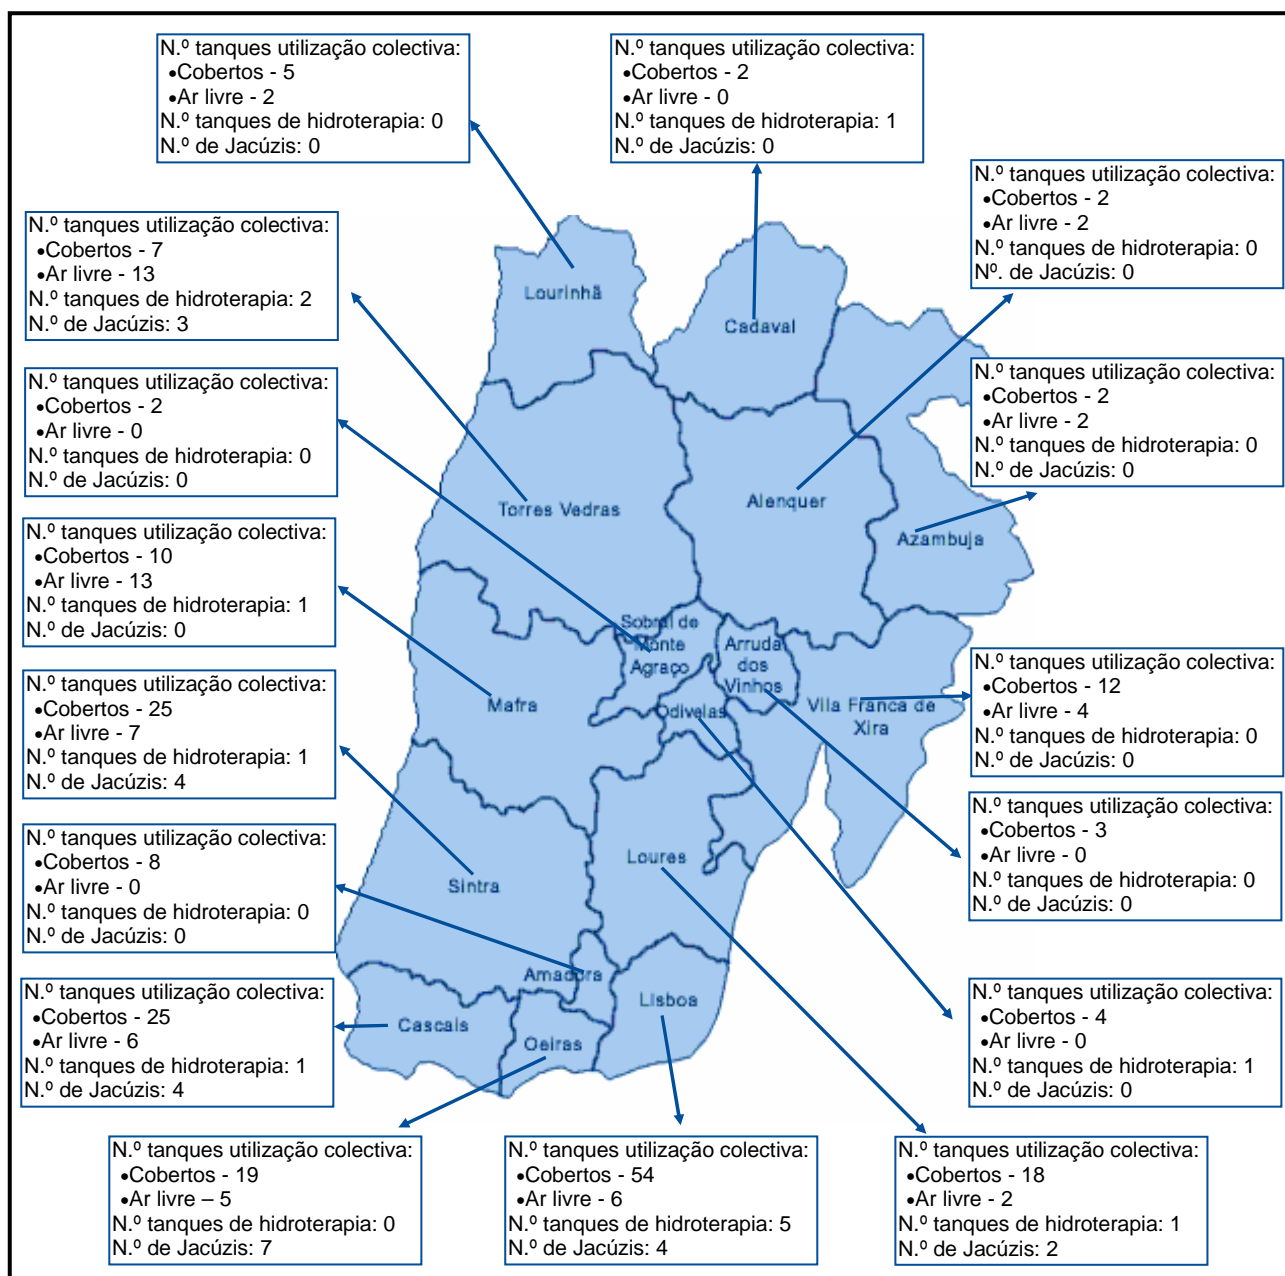 N.º tanques utilização colectiva:
•Cobertos - 5
•Ar livre - 2
N.º tanques de hidroterapia: 0
N.º de Jacúzis: 0
N.º tanques utilização colectiva:
•Cobertos - 2
•Ar livre - 0
N.º tanques de hidroterapia: 1
N.º de Jacúzis: 0
N.º tanques utilização colectiva:
•Cobertos - 2
•Ar livre - 2
N.º tanques de hidroterapia: 0
Nº. de Jacúzis: 0
N.º tanques utilização colectiva:
•Cobertos - 7
•Ar livre - 13
N.º tanques de hidroterapia: 2
N.º de Jacúzis: 3
N.º tanques utilização colectiva:
•Cobertos - 2
•Ar livre - 0
N.º tanques de hidroterapia: 0
N.º de Jacúzis: 0
N.º tanques utilização colectiva:
•Cobertos - 2
•Ar livre - 2
N.º tanques de hidroterapia: 0
N.º de Jacúzis: 0
N.º tanques utilização colectiva:
•Cobertos - 10
•Ar livre - 13
N.º tanques de hidroterapia: 1
N.º de Jacúzis: 0
N.º tanques utilização colectiva:
•Cobertos - 12
•Ar livre - 4
N.º tanques de hidroterapia: 0
N.º de Jacúzis: 0
N.º tanques utilização colectiva:
•Cobertos - 25
•Ar livre - 7
N.º tanques de hidroterapia: 1
N.º de Jacúzis: 4
N.º tanques utilização colectiva:
•Cobertos - 3
•Ar livre - 0
N.º tanques de hidroterapia: 0
N.º de Jacúzis: 0
N.º tanques utilização colectiva:
•Cobertos - 8
•Ar livre - 0
N.º tanques de hidroterapia: 0
N.º de Jacúzis: 0
N.º tanques utilização colectiva:
•Cobertos - 25
•Ar livre - 6
N.º tanques de hidroterapia: 1
N.º de Jacúzis: 4
N.º tanques utilização colectiva:
•Cobertos - 4
•Ar livre - 0
N.º tanques de hidroterapia: 1
N.º de Jacúzis: 0
N.º tanques utilização colectiva:
•Cobertos - 19
•Ar livre – 5
N.º tanques de hidroterapia: 0
N.º de Jacúzis: 7
N.º tanques utilização colectiva:
•Cobertos - 54
•Ar livre - 6
N.º tanques de hidroterapia: 5
N.º de Jacúzis: 4
N.º tanques utilização colectiva:
•Cobertos - 18
•Ar livre - 2
N.º tanques de hidroterapia: 1
N.º de Jacúzis: 2
Lourinhã
Cadaval
Torres Vedras
Alenquer
Azambuja
Sobral de
Monte
Agraço
Arruda
dos
Vinhos
Mafra
Odivelas
Vila Franca de
Xira
Loures
Sintra
Amadora
Lisboa
Cascais
Oeiras